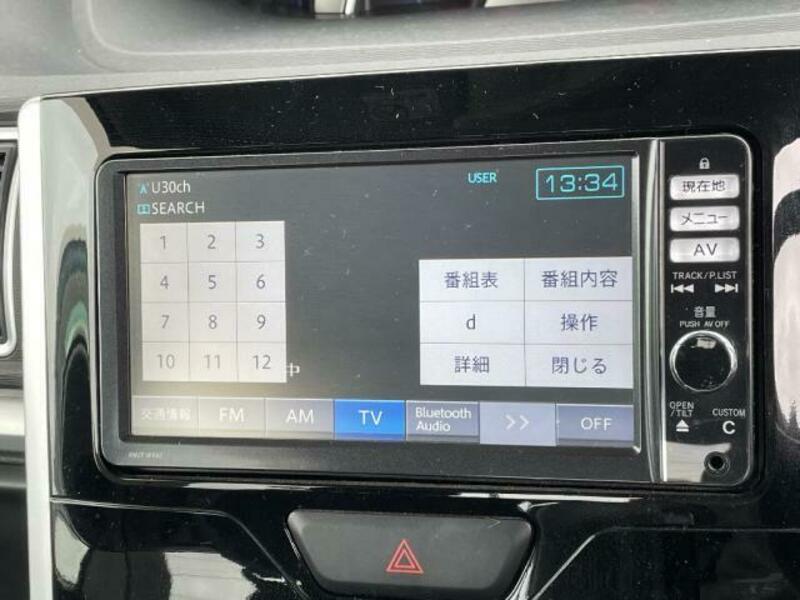 U30ch
SEARCH
USER
13:34
1 2 3
4 5 6
7 8 9
10 11 12
番組表 番組内容
d 操作
詳細 閉じる
中
交通情報 FM AM TV Bluetooth Audio >> OFF
現在地
メニュー
AV
TRACK/P.LIST
音量
PUSH AV OFF
OPEN
/TILT
CUSTOM
C